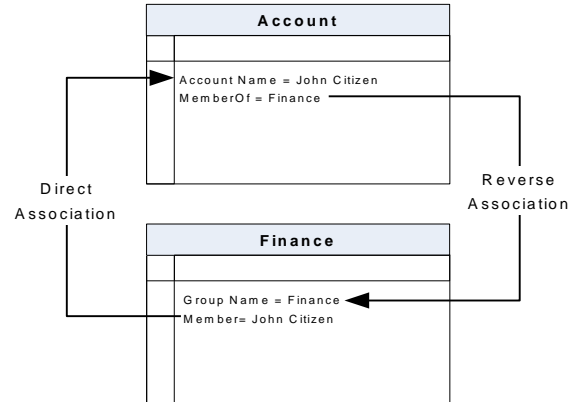 Account
Account Name = John Citizen
MemberOf = Finance
Direct
Association
Reverse
Association
Finance
Group Name = Finance
Member= John Citizen